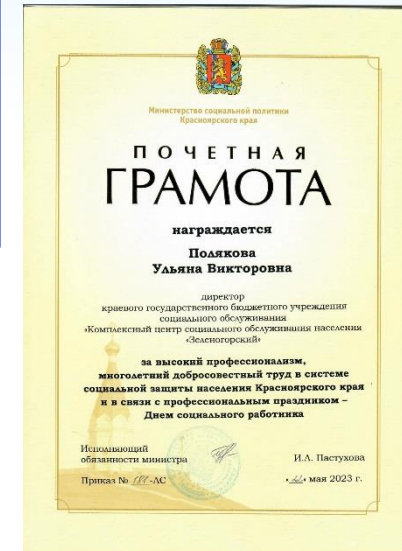 Министерство социальной политики
Красноярского края
ПОЧЕТНАЯ
ГРАМОТА
награждается
Полякова
Ульяна Викторовна
директор
краевого государственного бюджетного учреждения
социального обслуживания
«Комплексный центр социального обслуживания населения
«Зеленогорский»
за высокий профессионализм,
многолетний добросовестный труд в системе
социальной защиты населения Красноярского края
и в связи с профессиональным праздником –
Днем социального работника
Исполняющий
обязанности министра
И.Л. Пастухова
Приказ № -ЛС
мая 2023 г.